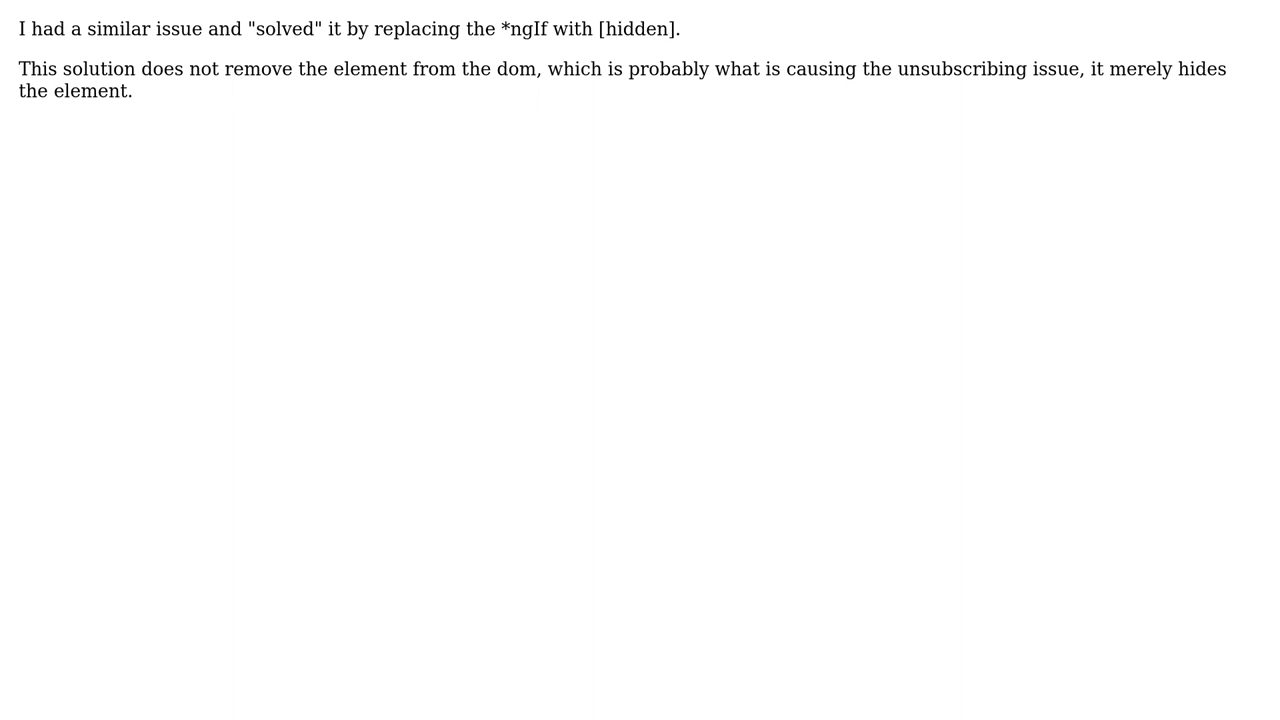 I had a similar issue and "solved" it by replacing the *ngIf with [hidden].
This solution does not remove the element from the dom, which is probably what is causing the unsubscribing issue, it merely hides
the element.